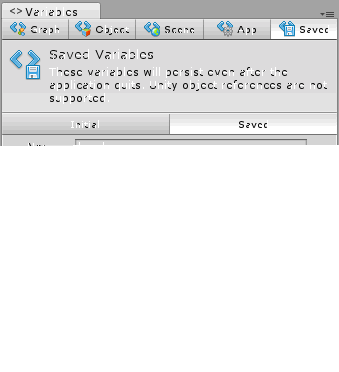 <> Variables
Graph Object Scene App Saved
Saved Variables
These variables will persist even after the
application quits. Unity object references are not
supported.
Initial Saved